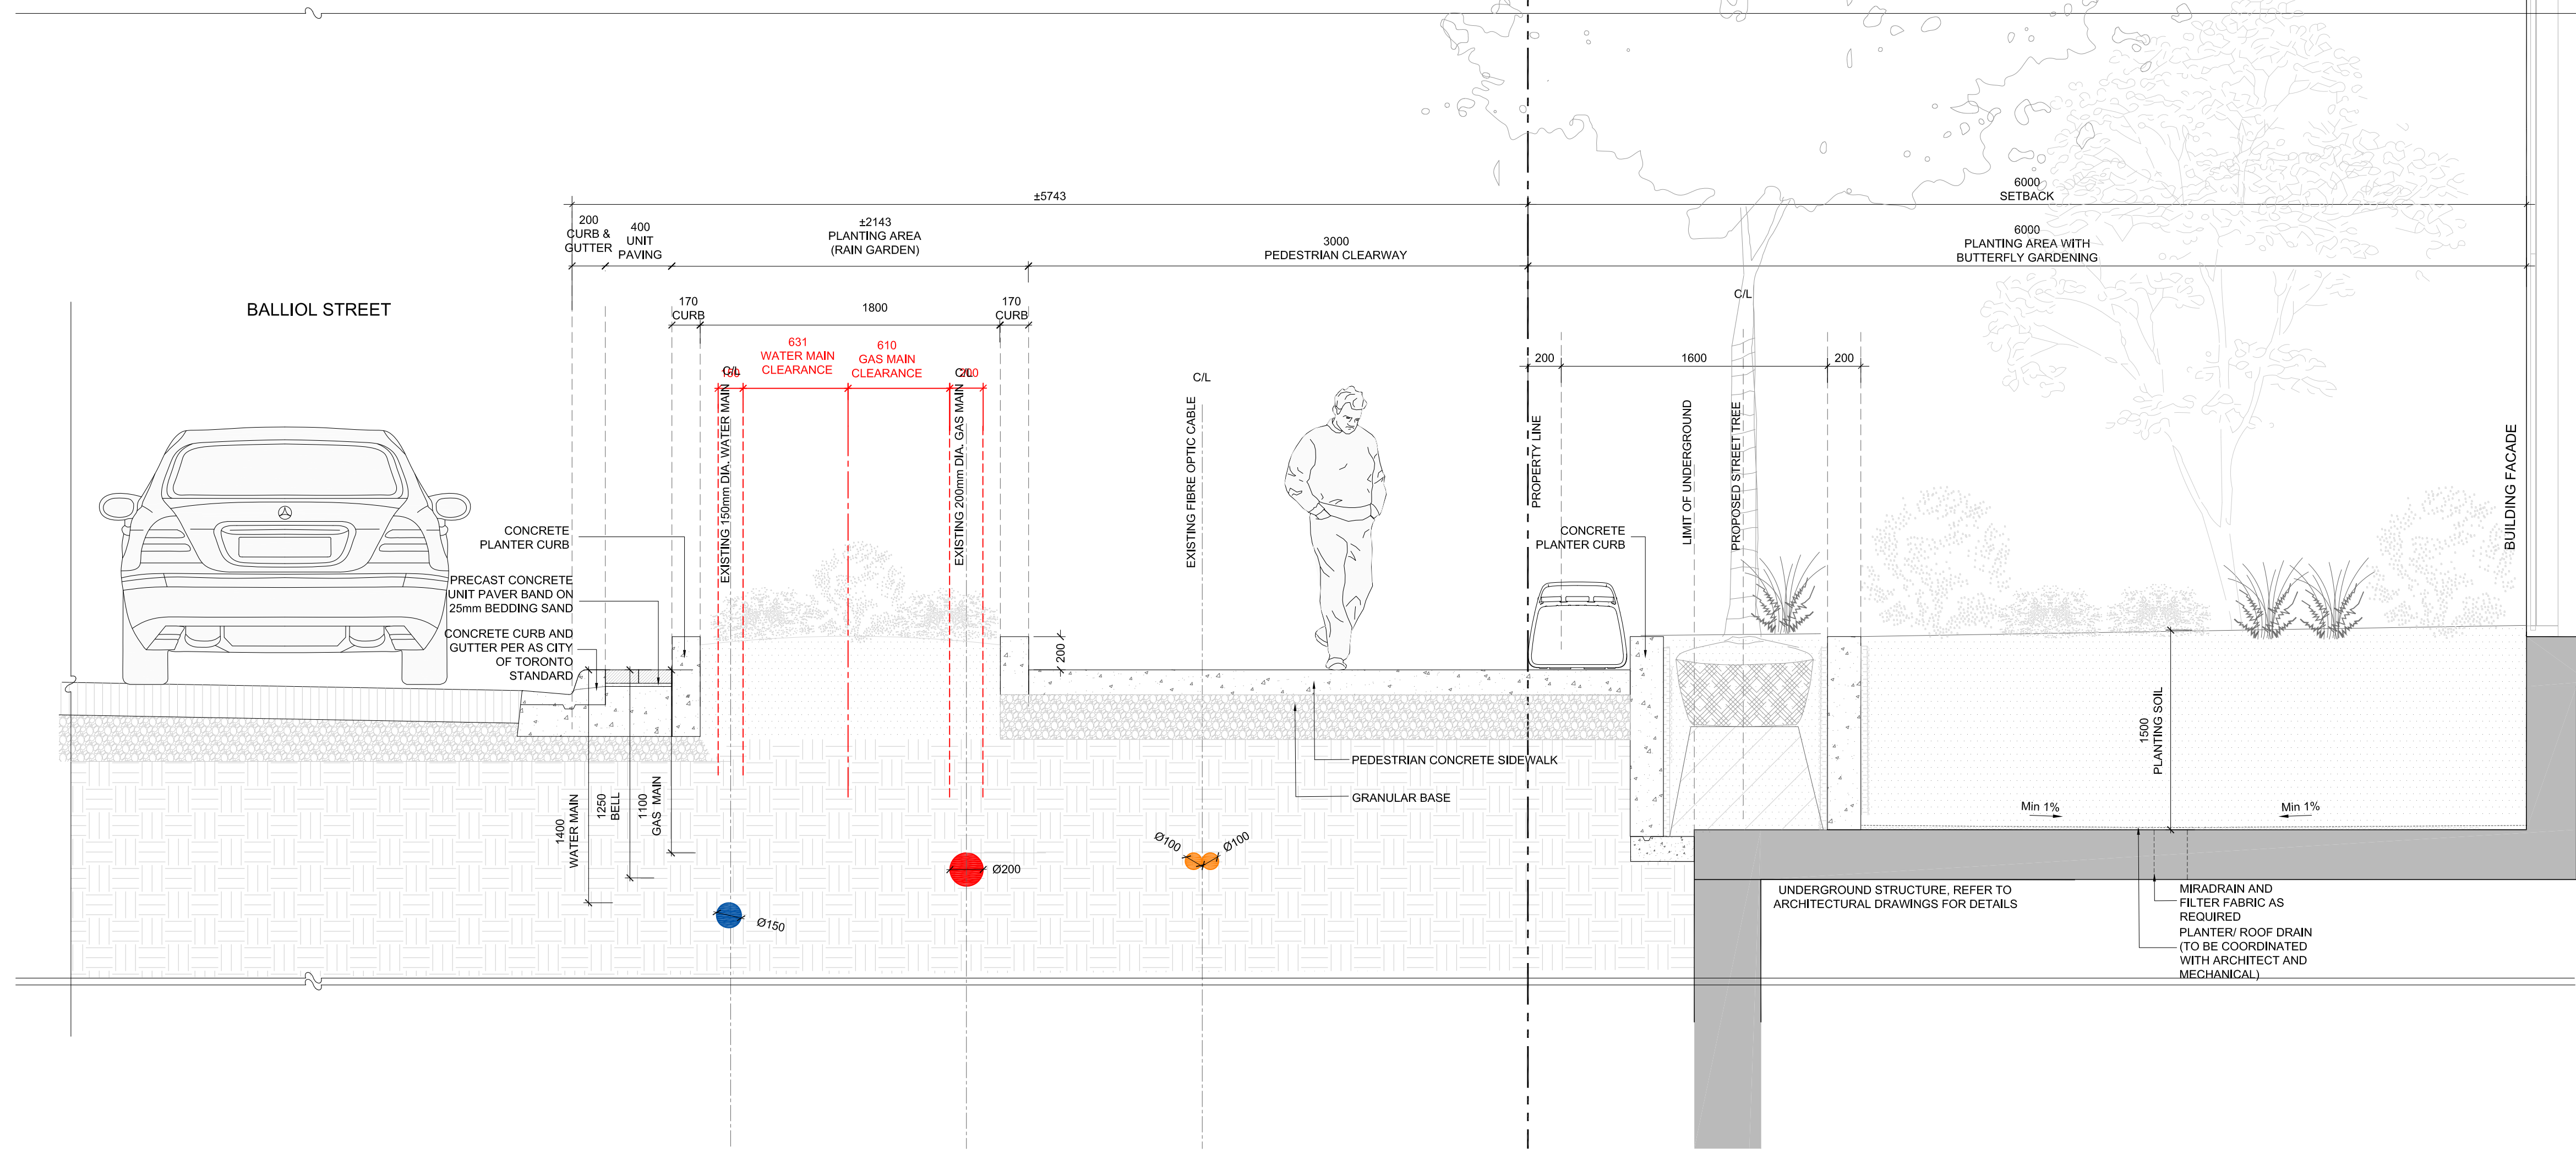 ±5743
6000
SETBACK
200
CURB &
GUTTER
400
UNIT
PAVING
±2143
PLANTING AREA
(RAIN GARDEN)
3000
PEDESTRIAN CLEARWAY
6000
PLANTING AREA WITH
BUTTERFLY GARDENING
BALLIOL STREET
170
CURB
1800
170
CURB
631
WATER MAIN
CLEARANCE
610
GAS MAIN
CLEARANCE
C/L
150
C/L
200
C/L
C/L
200
1600
200
EXISTING 150mm DIA. WATER MAIN
EXISTING 200mm DIA. GAS MAIN
EXISTING FIBRE OPTIC CABLE
PROPERTY LINE
LIMIT OF UNDERGROUND
PROPOSED STREET TREE
BUILDING FACADE
CONCRETE
PLANTER CURB
PRECAST CONCRETE
UNIT PAVER BAND ON
25mm BEDDING SAND
CONCRETE CURB AND
GUTTER PER AS CITY
OF TORONTO
STANDARD
CONCRETE
PLANTER CURB
200
PEDESTRIAN CONCRETE SIDEWALK
GRANULAR BASE
1400
WATER MAIN
1250
BELL
1100
GAS MAIN
Ø150
Ø200
Ø100
Ø100
1500
PLANTING SOIL
Min 1%
Min 1%
UNDERGROUND STRUCTURE, REFER TO
ARCHITECTURAL DRAWINGS FOR DETAILS
MIRADRAIN AND
FILTER FABRIC AS
REQUIRED
PLANTER/ ROOF DRAIN
(TO BE COORDINATED
WITH ARCHITECT AND
MECHANICAL)